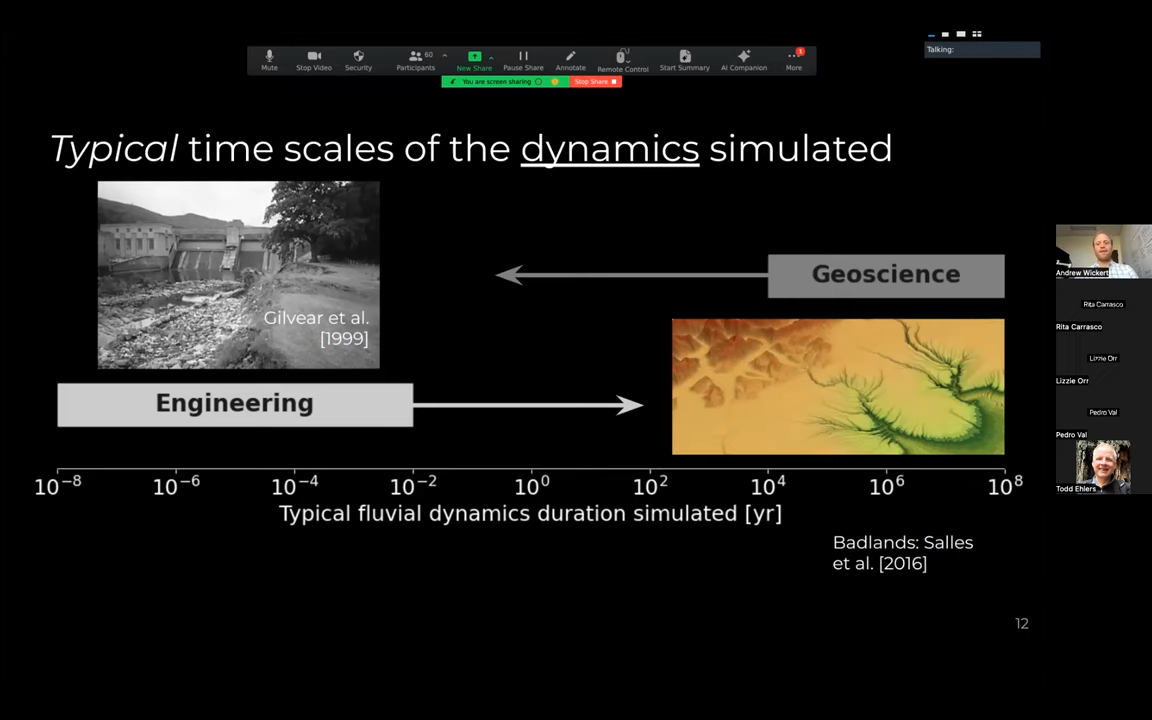 Talking:
Mute
Stop Video
Security
Participants
60
New Share
Pause Share
Annotate
Remote Control
Start Summary
AI Companion
More
1
You are screen sharing
Stop Share
Typical time scales of the dynamics simulated
Geoscience
Gilvear et al.
[1999]
Engineering
10⁻⁸ 10⁻⁶ 10⁻⁴ 10⁻² 10⁰ 10² 10⁴ 10⁶ 10⁸
Typical fluvial dynamics duration simulated [yr]
Badlands: Salles
et al. [2016]
12
Andrew Wickert
Rita Carrasco
Rita Carrasco
Lizzie Orr
Lizzie Orr
Pedro Val
Pedro Val
Todd Ehlers